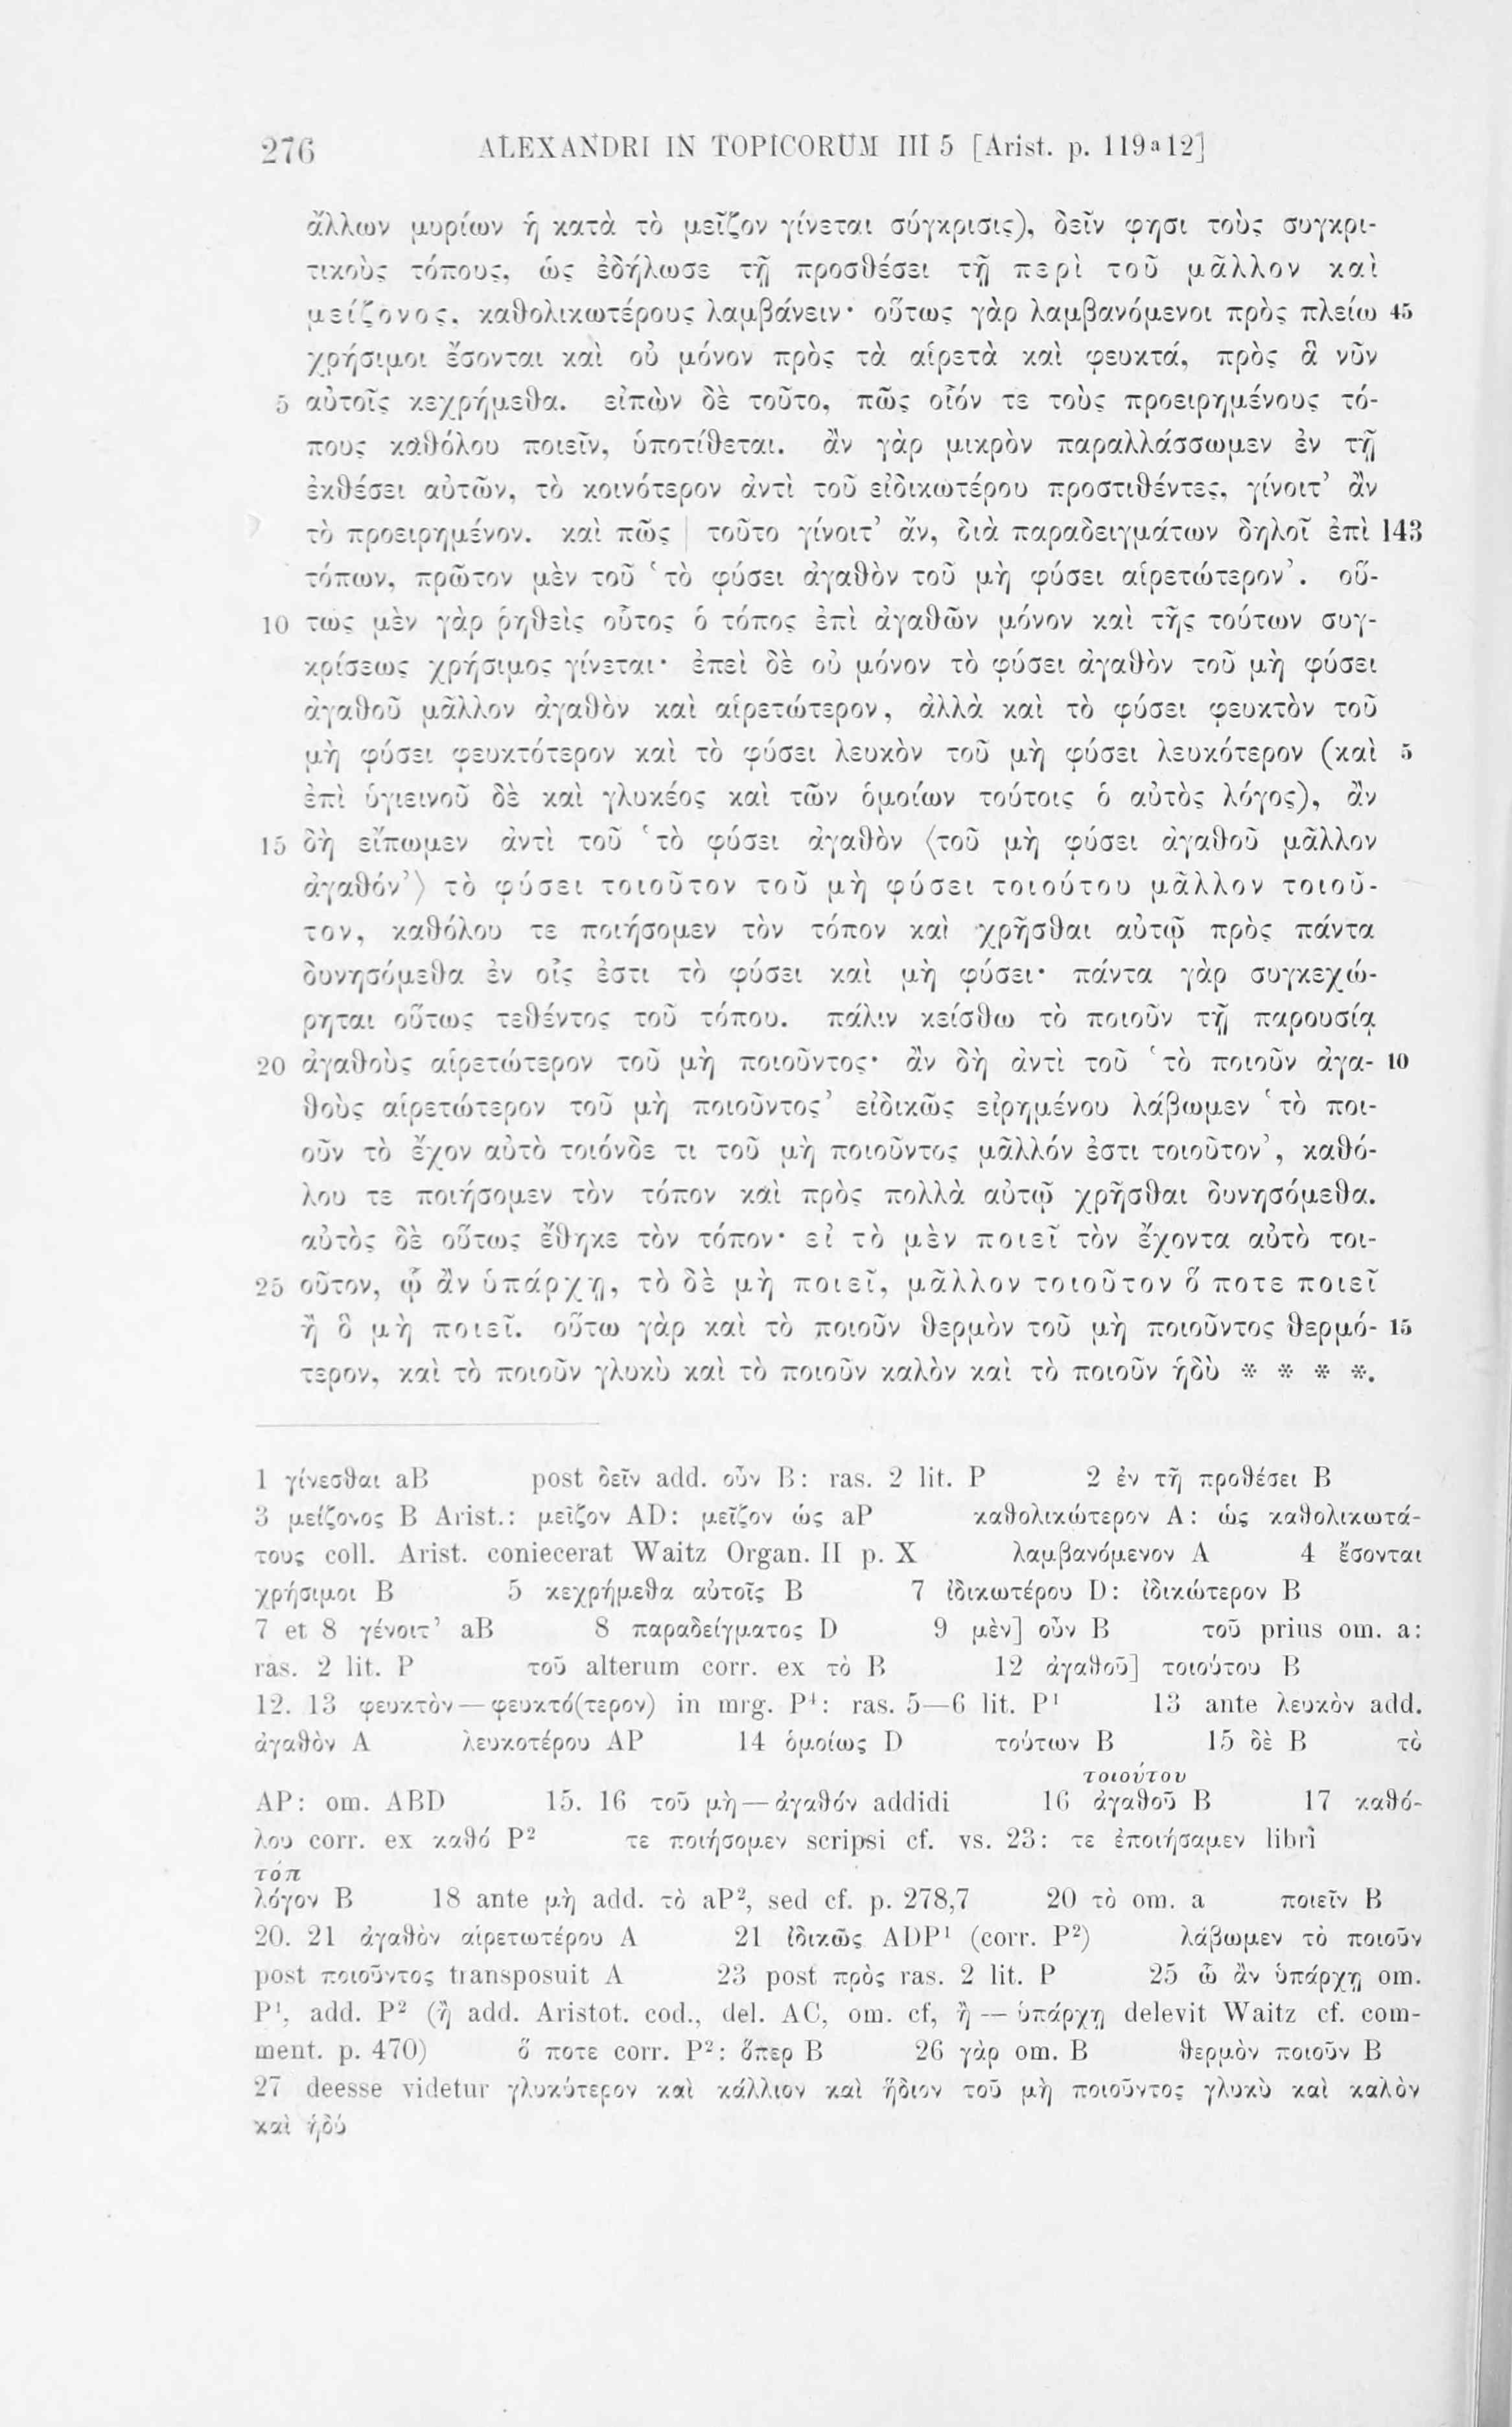 276 ALEXANDRI IN TOPICORUM III 5 [Arist. p. 119ᵃ12]
ἄλλων μυρίων ἡ κατὰ τὸ μεῖζον γίνεται σύγκρισις), δεῖν φησι τοὺς συγκρι-
τικοὺς τόπους, ὡς ἐδήλωσε τῇ προσθέσει τῇ περὶ τοῦ μᾶλλον καὶ
μείζονος, καθολικωτέρους λαμβάνειν· οὕτως γὰρ λαμβανόμενοι πρὸς πλείω 45
χρήσιμοι ἔσονται καὶ οὐ μόνον πρὸς τὰ αἱρετὰ καὶ φευκτά, πρὸς ἃ νῦν
5 αὐτοῖς κεχρήμεθα. εἰπὼν δὲ τοῦτο, πῶς οἷόν τε τοὺς προειρημένους τό-
πους καθόλου ποιεῖν, ὑποτίθεται. ἂν γὰρ μικρὸν παραλλάσσωμεν ἐν τῇ
ἐκθέσει αὐτῶν, τὸ κοινότερον ἀντὶ τοῦ εἰδικωτέρου προστιθέντες, γίνοιτ’ ἂν
τὸ προειρημένον. καὶ πῶς | τοῦτο γίνοιτ’ ἄν, διὰ παραδειγμάτων δηλοῖ ἐπὶ 143
τόπων, πρῶτον μὲν τοῦ ‘τὸ φύσει ἀγαθὸν τοῦ μὴ φύσει αἱρετώτερον’. οὕ-
10 τως μὲν γὰρ ῥηθεὶς οὗτος ὁ τόπος ἐπὶ ἀγαθῶν μόνον καὶ τῆς τούτων συγ-
κρίσεως χρήσιμος γίνεται· ἐπεὶ δὲ οὐ μόνον τὸ φύσει ἀγαθὸν τοῦ μὴ φύσει
ἀγαθοῦ μᾶλλον ἀγαθὸν καὶ αἱρετώτερον, ἀλλὰ καὶ τὸ φύσει φευκτὸν τοῦ
μὴ φύσει φευκτότερον καὶ τὸ φύσει λευκὸν τοῦ μὴ φύσει λευκότερον (καὶ 5
ἐπὶ ὑγιεινοῦ δὲ καὶ γλυκέος καὶ τῶν ὁμοίων τούτοις ὁ αὐτὸς λόγος), ἂν
15 δὴ εἴπωμεν ἀντὶ τοῦ ‘τὸ φύσει ἀγαθὸν ⟨τοῦ μὴ φύσει ἀγαθοῦ μᾶλλον
ἀγαθόν’⟩ τὸ φύσει τοιοῦτον τοῦ μὴ φύσει τοιούτου μᾶλλον τοιοῦ-
τον, καθόλου τε ποιήσομεν τὸν τόπον καὶ χρῆσθαι αὐτῷ πρὸς πάντα
δυνησόμεθα ἐν οἷς ἐστι τὸ φύσει καὶ μὴ φύσει· πάντα γὰρ συγκεχώ-
ρηται οὕτως τεθέντος τοῦ τόπου. πάλιν κείσθω τὸ ποιοῦν τῇ παρουσίᾳ
20 ἀγαθοὺς αἱρετώτερον τοῦ μὴ ποιοῦντος· ἂν δὴ ἀντὶ τοῦ ‘τὸ ποιοῦν ἀγα- 10
θοὺς αἱρετώτερον τοῦ μὴ ποιοῦντος’ εἰδικῶς εἰρημένου λάβωμεν ‘τὸ ποι-
οῦν τὸ ἔχον αὐτὸ τοιόνδε τι τοῦ μὴ ποιοῦντος μᾶλλόν ἐστι τοιοῦτον’, καθό-
λου τε ποιήσομεν τὸν τόπον καὶ πρὸς πολλὰ αὐτῷ χρῆσθαι δυνησόμεθα.
αὐτὸς δὲ οὕτως ἔθηκε τὸν τόπον· εἰ τὸ μὲν ποιεῖ τὸν ἔχοντα αὐτὸ τοι-
25 οῦτον, ᾧ ἂν ὑπάρχῃ, τὸ δὲ μὴ ποιεῖ, μᾶλλον τοιοῦτον ὅ ποτε ποιεῖ
ἢ ὃ μὴ ποιεῖ. οὕτω γὰρ καὶ τὸ ποιοῦν θερμὸν τοῦ μὴ ποιοῦντος θερμό- 15
τερον, καὶ τὸ ποιοῦν γλυκὺ καὶ τὸ ποιοῦν καλὸν καὶ τὸ ποιοῦν ἡδὺ * * * *.
1 γίνεσθαι aB post δεῖν add. οὖν B: ras. 2 lit. P 2 ἐν τῇ προθέσει B
3 μείζονος B Arist.: μεῖζον AD: μεῖζον ὡς aP καθολικώτερον A: ὡς καθολικωτά-
τους coll. Arist. coniecerat Waitz Organ. II p. X λαμβανόμενον A 4 ἔσονται
χρήσιμοι B 5 κεχρήμεθα αὐτοῖς B 7 ἰδικωτέρου D: ἰδικώτερον B
7 et 8 γένοιτ’ aB 8 παραδείγματος D 9 μὲν] οὖν B τοῦ prius om. a:
ras. 2 lit. P τοῦ alterum corr. ex τὸ B 12 ἀγαθοῦ] τοιούτου B
12. 13 φευκτὸν—φευκτό(τερον) in mrg. P⁴: ras. 5—6 lit. P¹ 13 ante λευκὸν add.
ἀγαθὸν A λευκοτέρου AP 14 ὁμοίως D τούτων B 15 δὲ B τὸ
τοιούτου
AP: om. ABD 15. 16 τοῦ μὴ—ἀγαθόν addidi 16 ἀγαθοῦ B 17 καθό-
λου corr. ex καθό P² τε ποιήσομεν scripsi cf. vs. 23: τε ἐποιήσαμεν libri
τόπ
λόγον B 18 ante μὴ add. τὸ aP², sed cf. p. 278,7 20 τὸ om. a ποιεῖν B
20. 21 ἀγαθὸν αἱρετωτέρου A 21 ἰδικῶς ADP¹ (corr. P²) λάβωμεν τὸ ποιοῦν
post ποιοῦντος transposuit A 23 post πρὸς ras. 2 lit. P 25 ᾧ ἂν ὑπάρχῃ om.
P¹, add. P² (ἢ add. Aristot. cod., del. AC, om. cf, ἢ — ὑπάρχῃ delevit Waitz cf. com-
ment. p. 470) ὅ ποτε corr. P²: ὅπερ B 26 γὰρ om. B θερμὸν ποιοῦν B
27 deesse videtur γλυκύτερον καὶ κάλλιον καὶ ἥδιον τοῦ μὴ ποιοῦντος γλυκὺ καὶ καλὸν
καὶ ἡδύ